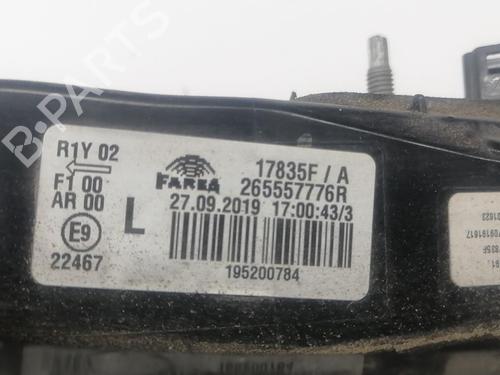 B-PARTS
R1Y 02
F1 00
AR 00
E9
22467
L
FAREA
17835F / A
265557776R
27.09.2019 17:00:43/3
195200784